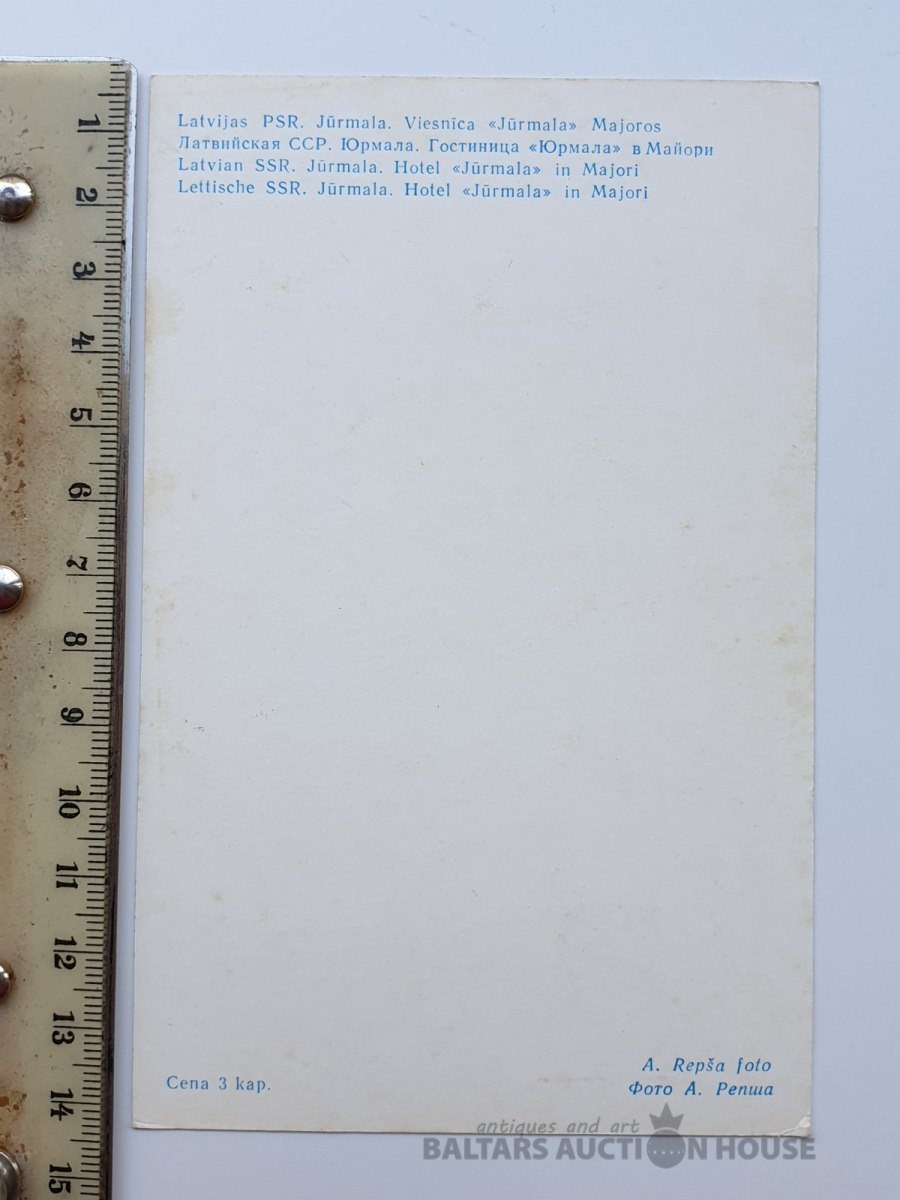 Latvijas PSR. Jūrmala. Viesnīca «Jūrmala» Majoros
Латвийская ССР. Юрмала. Гостиница «Юрмала» в Майори
Latvian SSR. Jūrmala. Hotel «Jūrmala» in Majori
Lettische SSR. Jūrmala. Hotel «Jūrmala» in Majori
1
2
3
4
5
6
7
8
9
10
11
12
13
14
15
Cena 3 kap.
A. Repša foto
Фото А. Репша
antiques and art
BALTARS AUCTION HOUSE